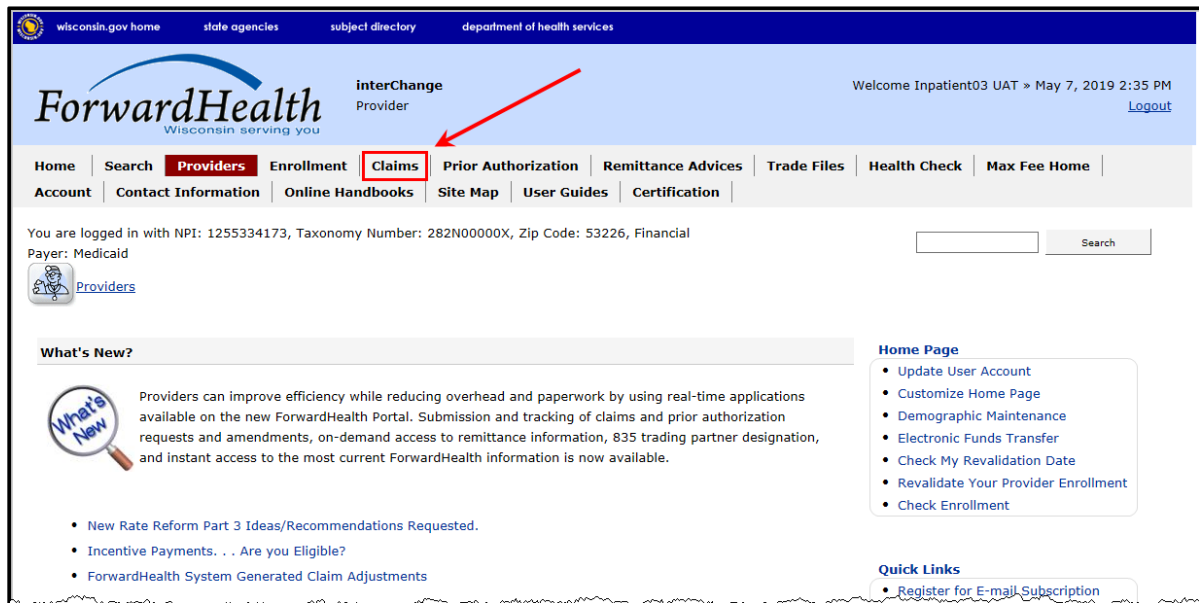 wisconsin.gov home state agencies subject directory department of health services
ForwardHealth
Wisconsin serving you
interChange
Provider
Welcome Inpatient03 UAT » May 7, 2019 2:35 PM
Logout
Home Search Providers Enrollment Claims Prior Authorization Remittance Advices Trade Files Health Check Max Fee Home
Account Contact Information Online Handbooks Site Map User Guides Certification
You are logged in with NPI: 1255334173, Taxonomy Number: 282N00000X, Zip Code: 53226, Financial
Payer: Medicaid
Search
Providers
What's New?
What's New
Providers can improve efficiency while reducing overhead and paperwork by using real-time applications
available on the new ForwardHealth Portal. Submission and tracking of claims and prior authorization
requests and amendments, on-demand access to remittance information, 835 trading partner designation,
and instant access to the most current ForwardHealth information is now available.
• New Rate Reform Part 3 Ideas/Recommendations Requested.
• Incentive Payments. . . Are you Eligible?
• ForwardHealth System Generated Claim Adjustments
Home Page
• Update User Account
• Customize Home Page
• Demographic Maintenance
• Electronic Funds Transfer
• Check My Revalidation Date
• Revalidate Your Provider Enrollment
• Check Enrollment
Quick Links
• Register for E-mail Subscription